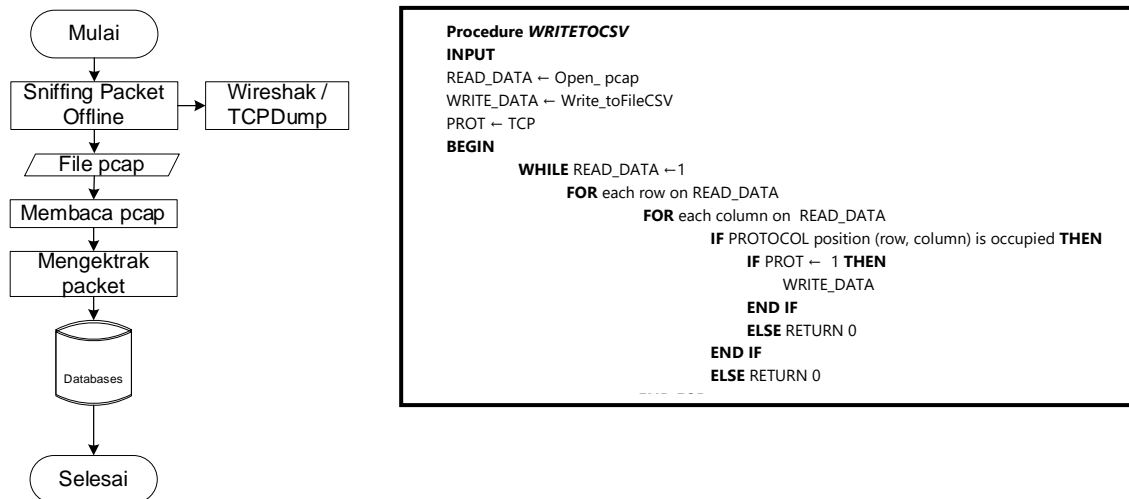 Mulai
Sniffing Packet
Offline
Wireshak /
TCPDump
File pcap
Membaca pcap
Mengektrak
packet
Databases
Selesai
Procedure WRITETOCSV
INPUT
READ_DATA ← Open_ pcap
WRITE_DATA ← Write_toFileCSV
PROT ← TCP
BEGIN
WHILE READ_DATA ←1
FOR each row on READ_DATA
FOR each column on READ_DATA
IF PROTOCOL position (row, column) is occupied THEN
IF PROT ← 1 THEN
WRITE_DATA
END IF
ELSE RETURN 0
END IF
ELSE RETURN 0